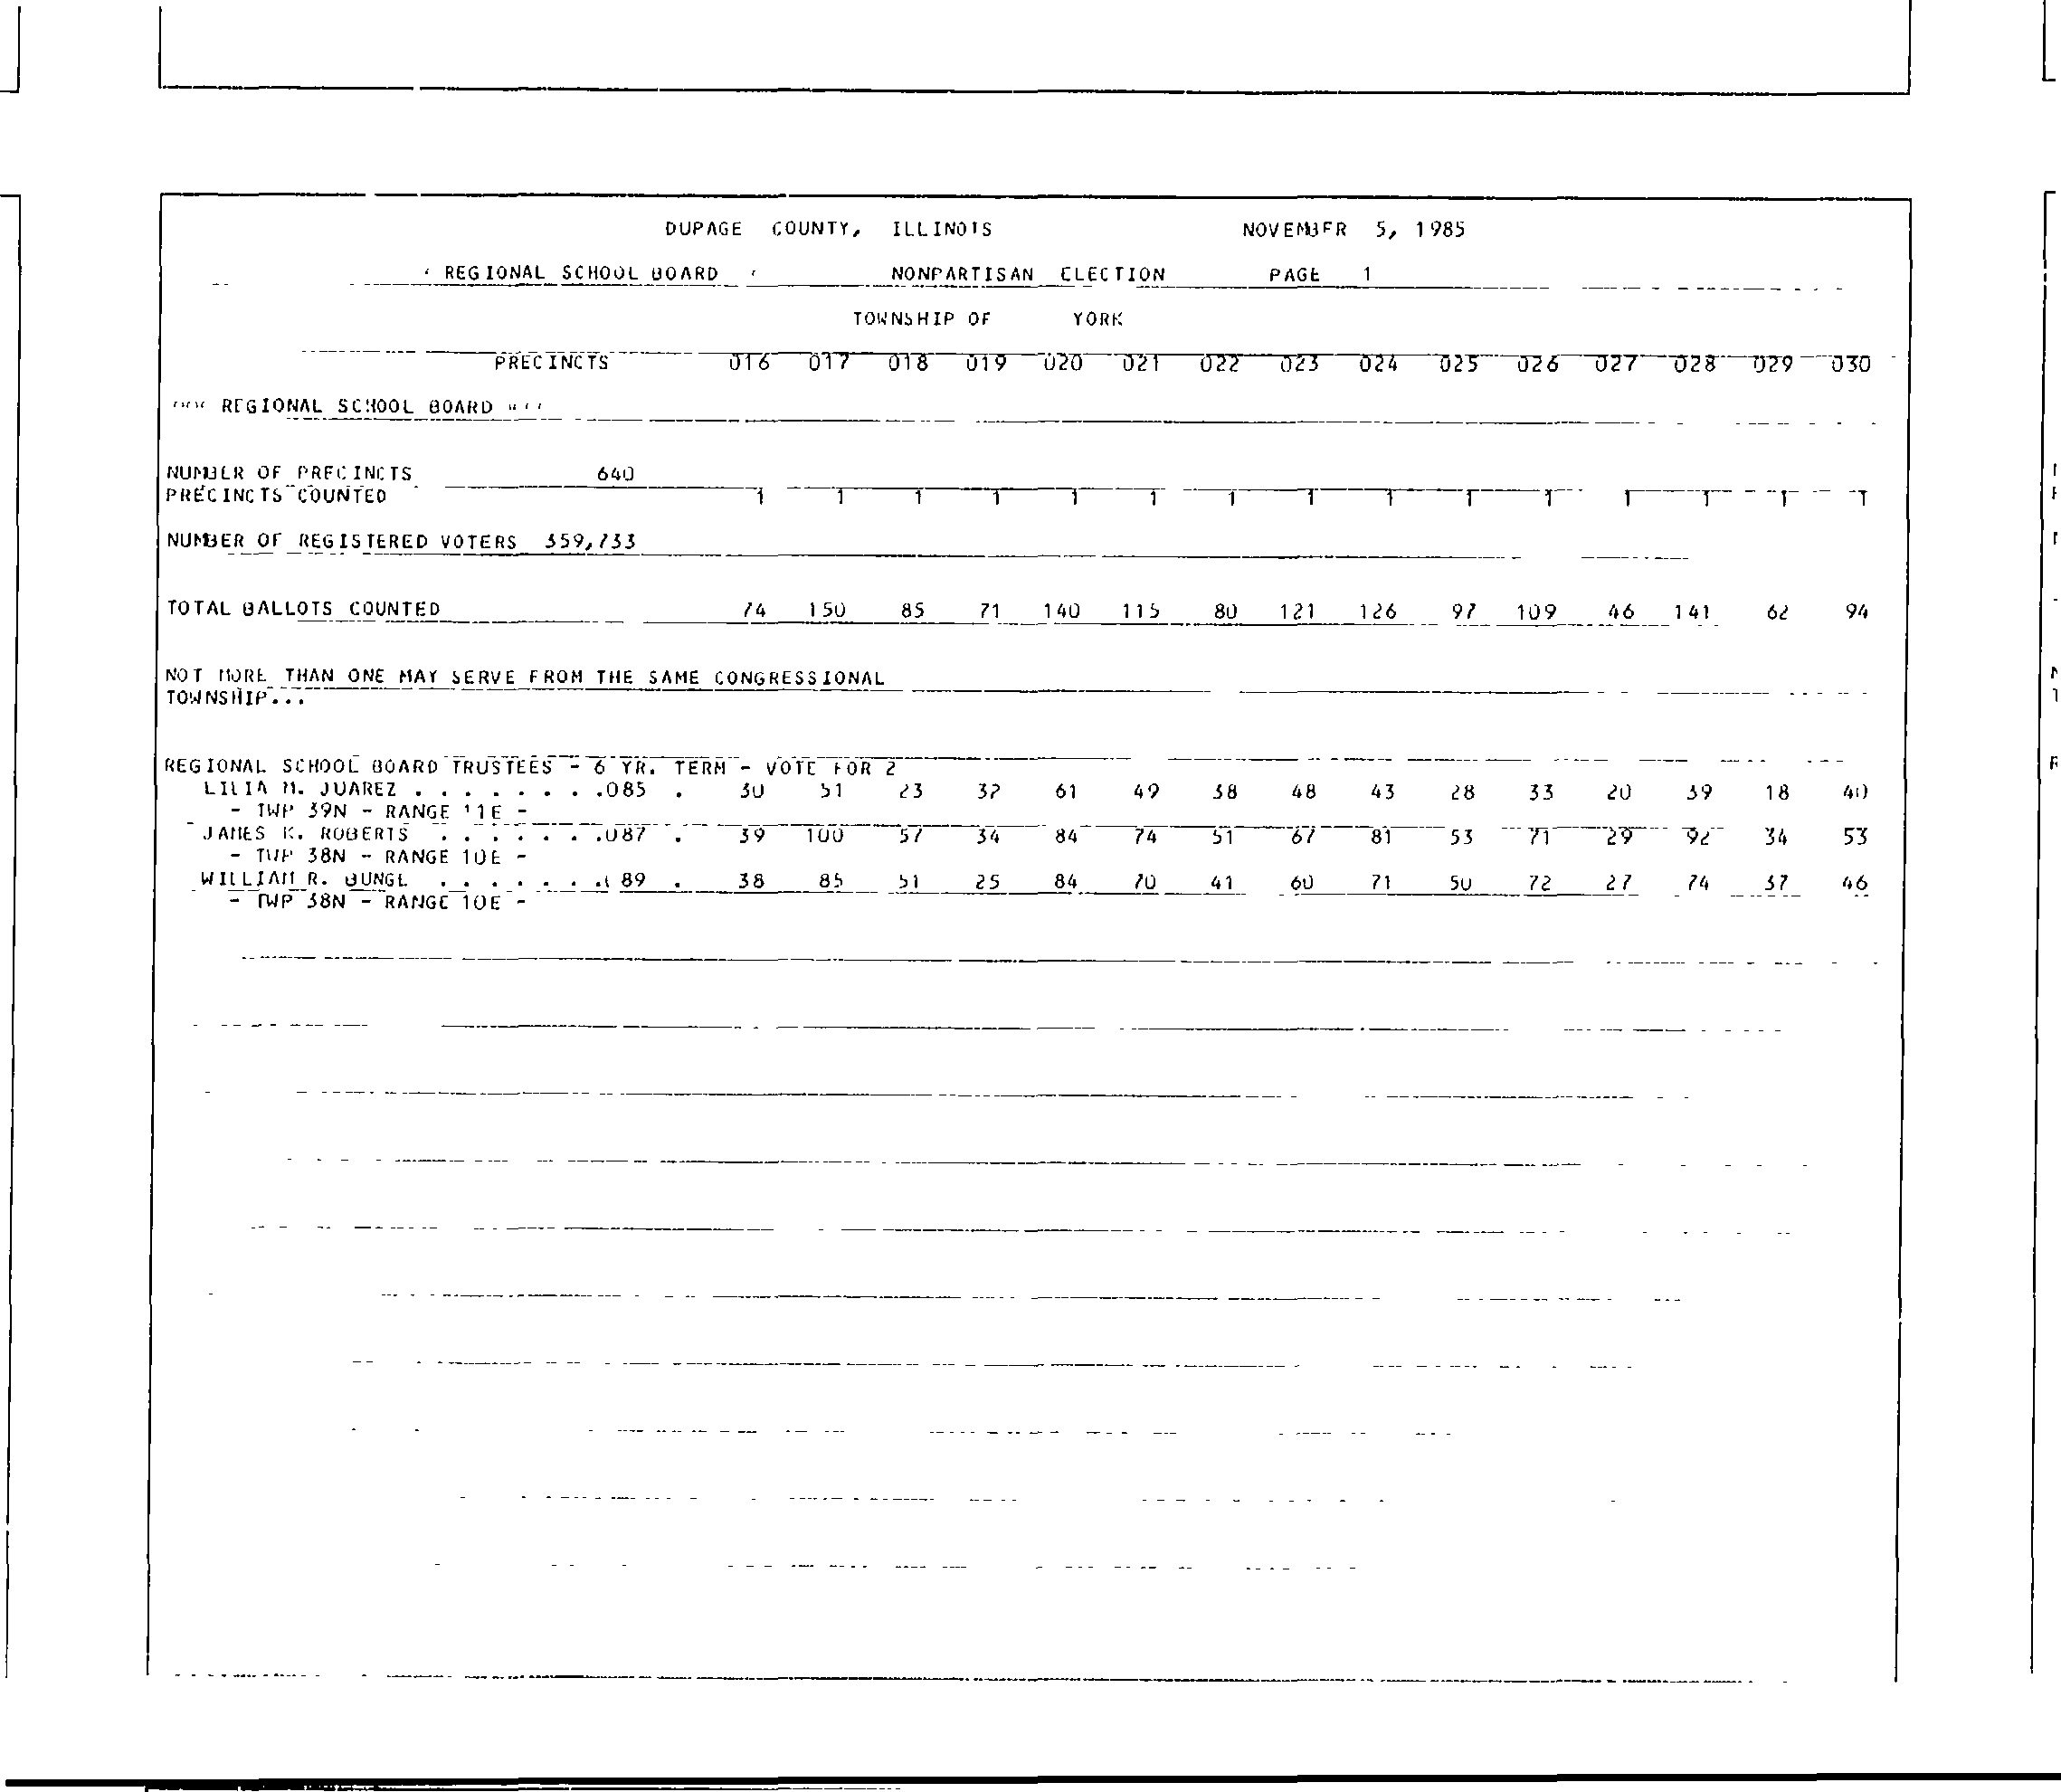 DUPAGE COUNTY, ILLINOIS NOVEMBER 5, 1985
REGIONAL SCHOOL BOARD NONPARTISAN ELECTION PAGE 1
TOWNSHIP OF YORK
PRECINCTS 016 017 018 019 020 021 022 023 024 025 026 027 028 029 030
REGIONAL SCHOOL BOARD
NUMBER OF PRECINCTS 640
PRECINCTS COUNTED 1 1 1 1 1 1 1 1 1 1 1 1 1 1 1
NUMBER OF REGISTERED VOTERS 359,733
TOTAL BALLOTS COUNTED 74 150 85 71 140 115 80 121 126 97 109 46 141 62 94
NOT MORE THAN ONE MAY SERVE FROM THE SAME CONGRESSIONAL
TOWNSHIP...
REGIONAL SCHOOL BOARD TRUSTEES - 6 YR. TERM - VOTE FOR 2
LILIA M. JUAREZ . . . . . . . .085 . 30 51 23 32 61 49 38 48 43 28 33 20 39 18 40
- TWP 39N - RANGE 11E -
JAMES K. ROBERTS . . . . . . .087 . 39 100 57 34 84 74 51 67 81 53 71 29 92 34 53
- TWP 38N - RANGE 10E -
WILLIAM R. BUNGE . . . . . . .089 . 38 85 51 25 84 70 41 60 71 50 72 27 74 37 46
- TWP 38N - RANGE 10E -